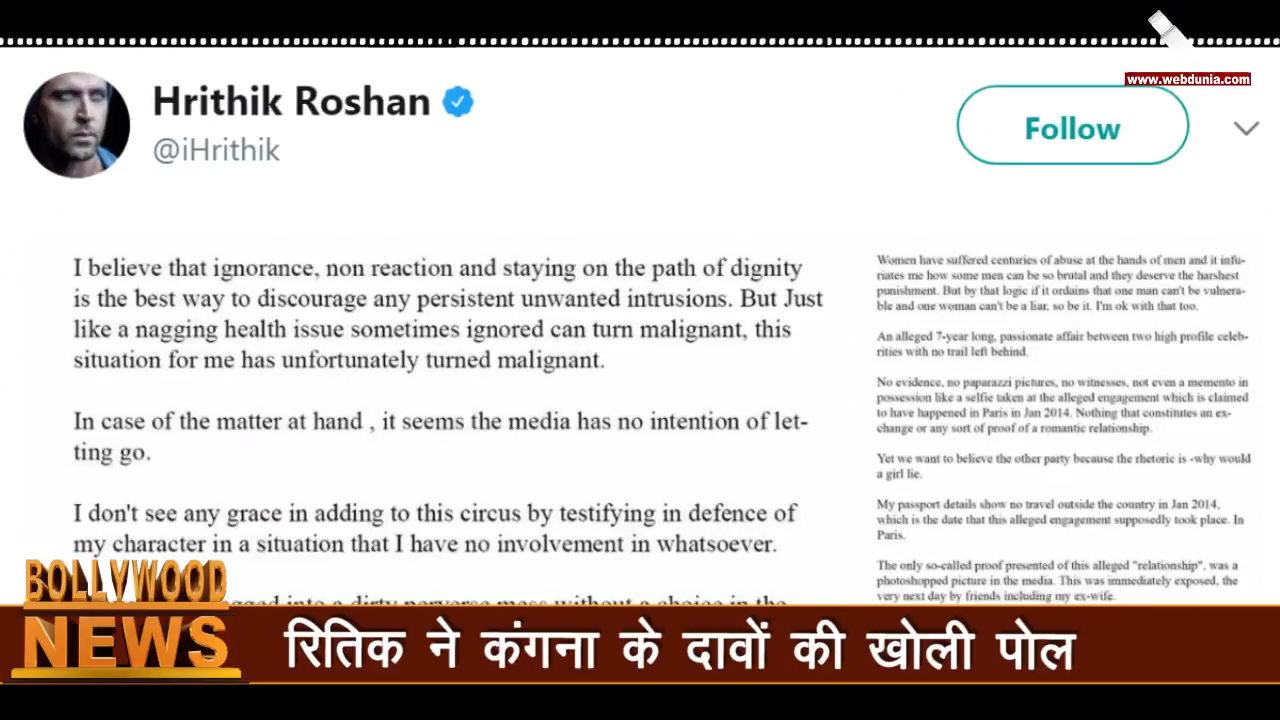 www.webdunia.com
Hrithik Roshan
@iHrithik
Follow
I believe that ignorance, non reaction and staying on the path of dignity
is the best way to discourage any persistent unwanted intrusions. But Just
like a nagging health issue sometimes ignored can turn malignant, this
situation for me has unfortunately turned malignant.
In case of the matter at hand , it seems the media has no intention of let-
ting go.
I don't see any grace in adding to this circus by testifying in defence of
my character in a situation that I have no involvement in whatsoever.
into a dirty perverse mess without a choice in the
Women have suffered centuries of abuse at the hands of men and it infu-
riates me how some men can be so brutal and they deserve the harshest
punishment. But by that logic if it ordains that one man can't be vulnera-
ble and one woman can't be a liar, so be it. I'm ok with that too.
An alleged 7-year long, passionate affair between two high profile celeb-
rities with no trail left behind.
No evidence, no paparazzi pictures, no witnesses, not even a memento in
possession like a selfie taken at the alleged engagement which is claimed
to have happened in Paris in Jan 2014. Nothing that constitutes an ex-
change or any sort of proof of a romantic relationship.
Yet we want to believe the other party because the rhetoric is -why would
a girl lie.
My passport details show no travel outside the country in Jan 2014,
which is the date that this alleged engagement supposedly took place. In
Paris.
The only so-called proof presented of this alleged "relationship", was a
photoshopped picture in the media. This was immediately exposed, the
very next day by friends including my ex-wife.
BOLLYWOOD
NEWS
रितिक ने कंगना के दावों की खोली पोल